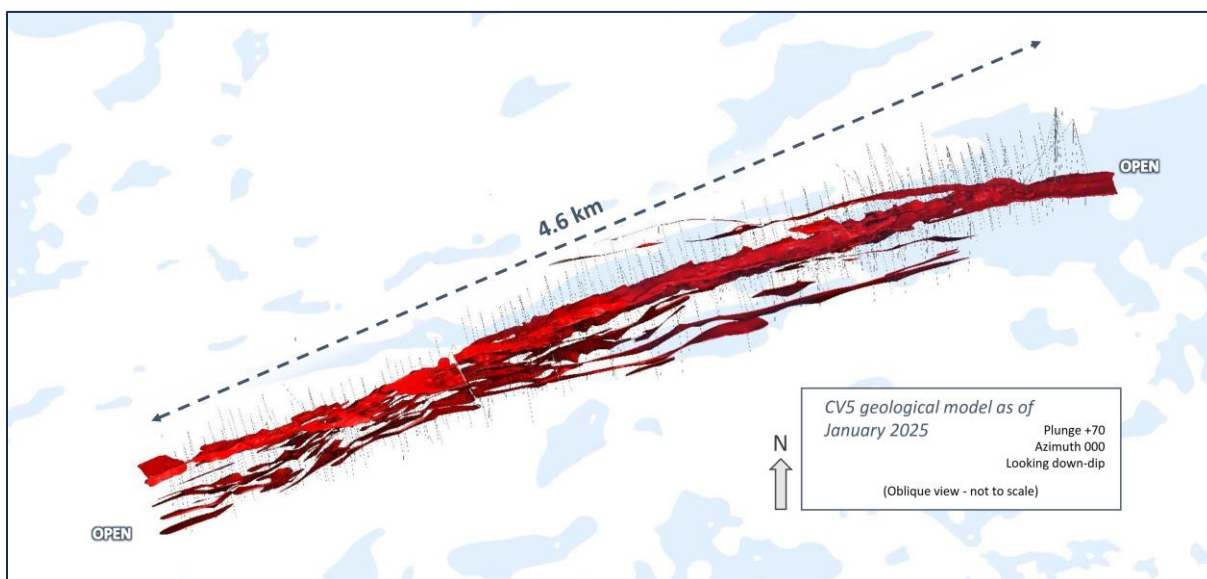 OPEN
4.6 km
CV5 geological model as of
January 2025
Plunge +70
Azimuth 000
Looking down-dip
N
(Oblique view - not to scale)
OPEN